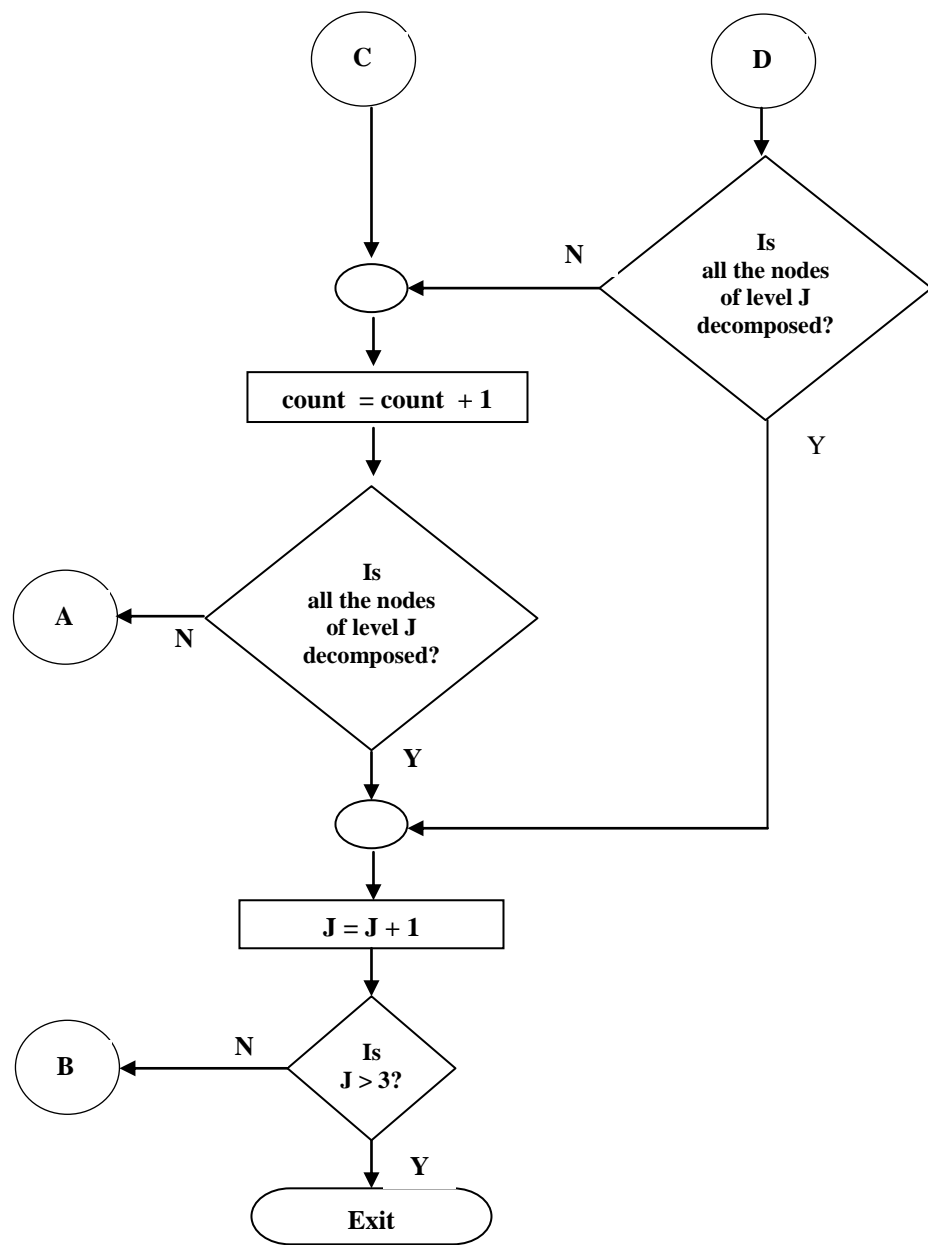 C
D
Is
all the nodes
of level J
decomposed?
N
Y
count = count + 1
Is
all the nodes
of level J
decomposed?
A
N
Y
J = J + 1
B
N
Is
J > 3?
Y
Exit